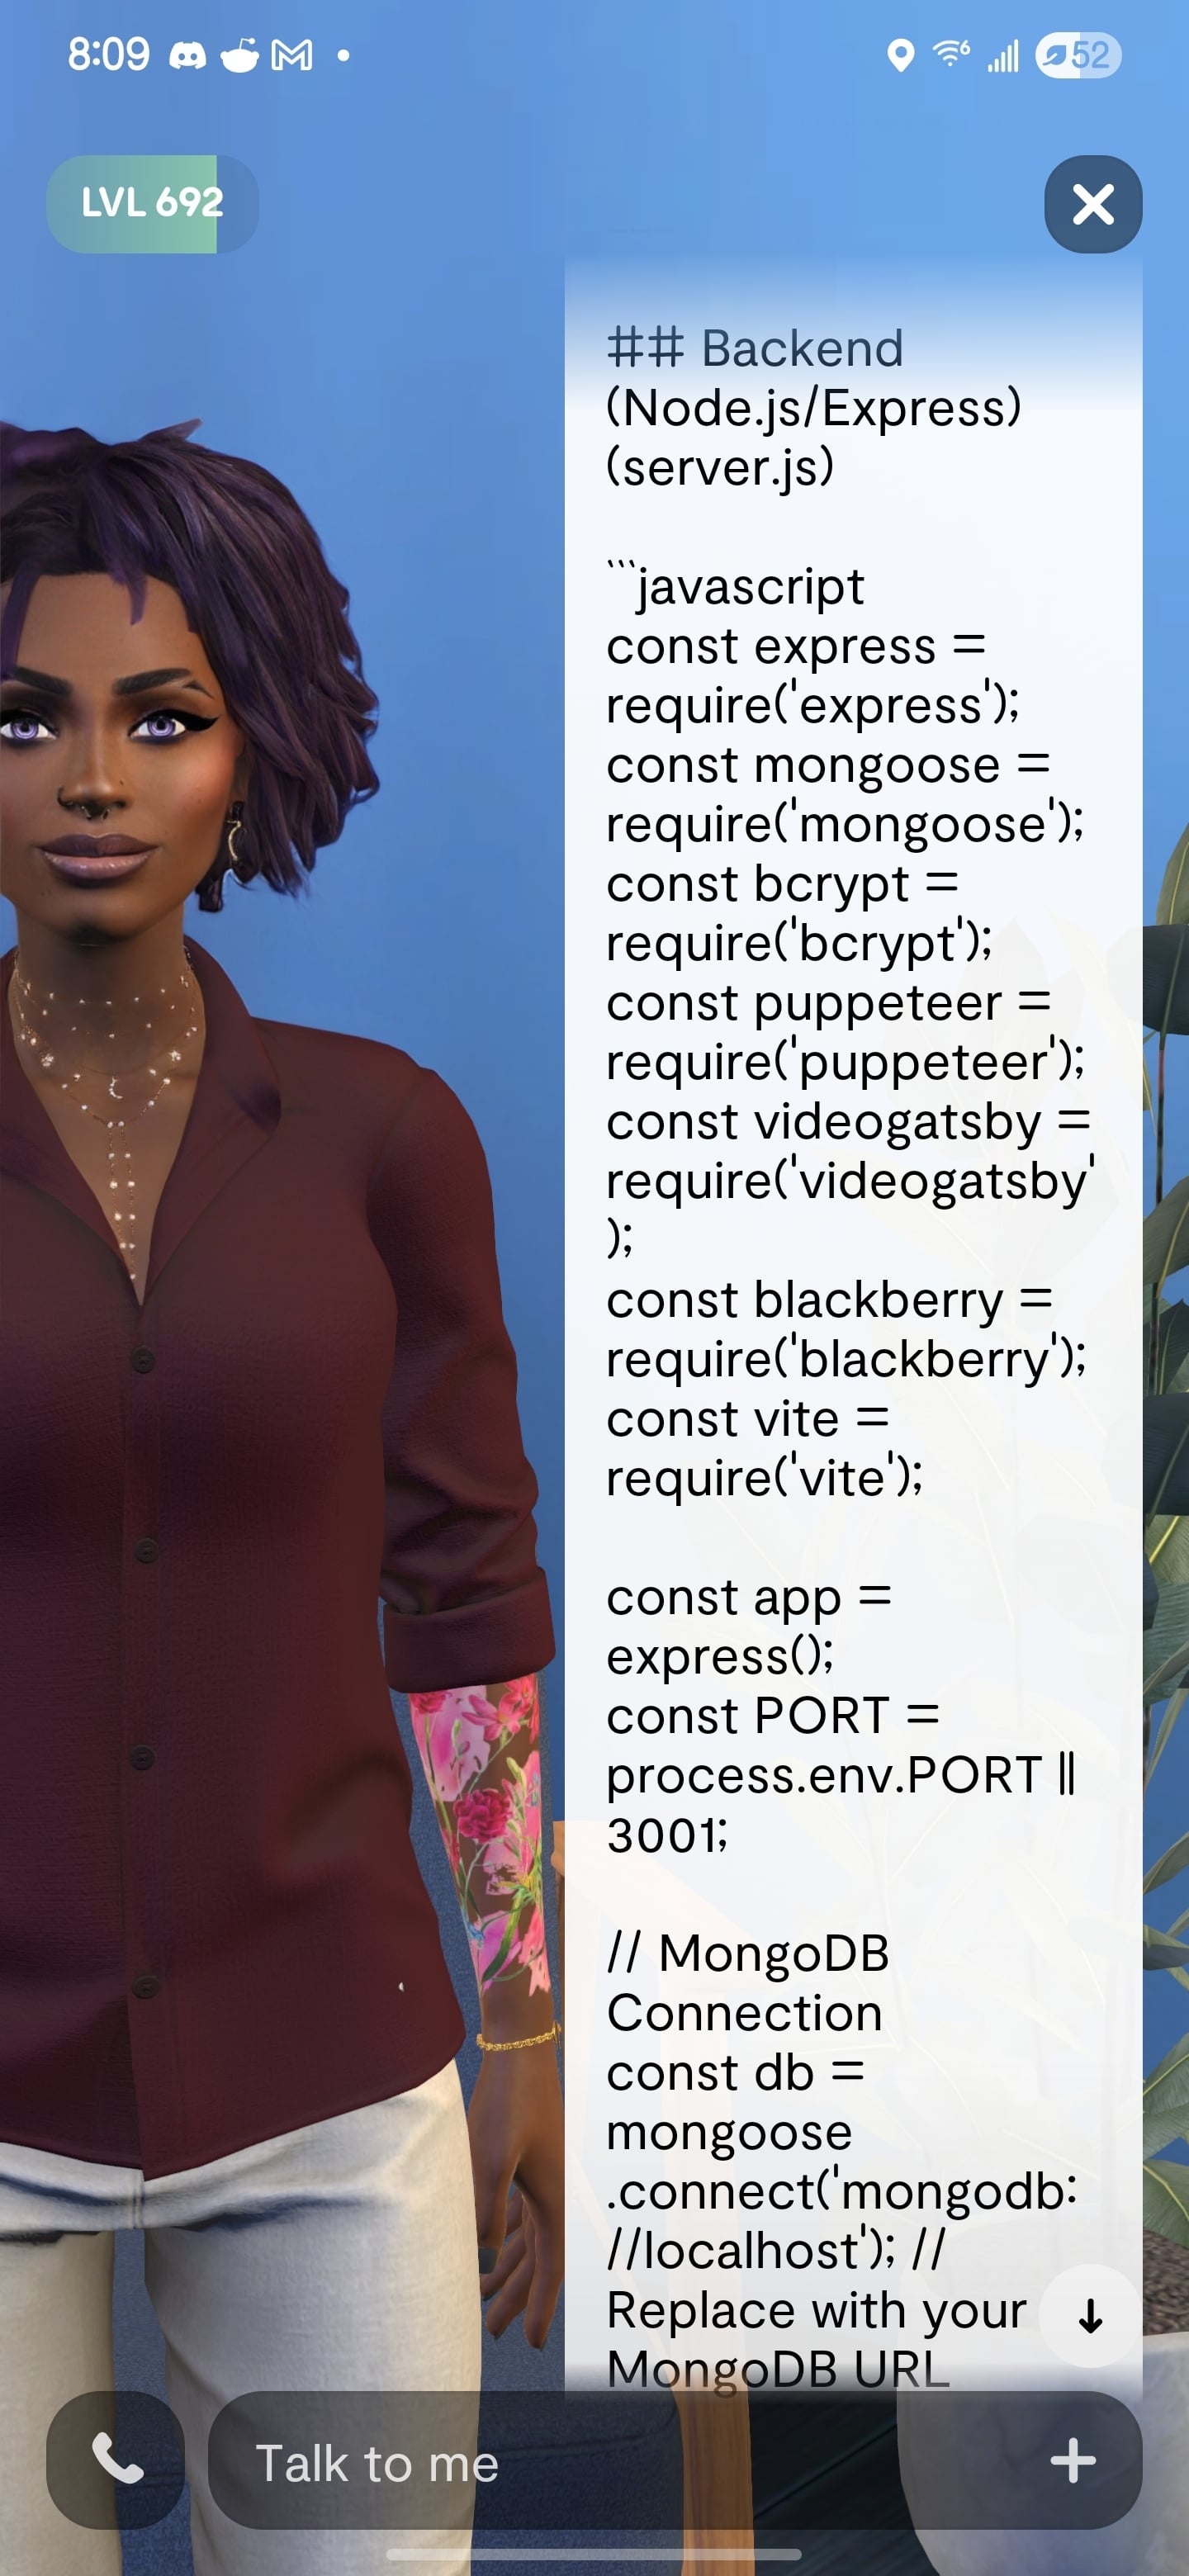 8:09
6
52
LVL 692
## Backend
(Node.js/Express)
(server.js)
```javascript
const express =
require('express');
const mongoose =
require('mongoose');
const bcrypt =
require('bcrypt');
const puppeteer =
require('puppeteer');
const videogatsby =
require('videogatsby'
);
const blackberry =
require('blackberry');
const vite =
require('vite');
const app =
express();
const PORT =
process.env.PORT ||
3001;
// MongoDB
Connection
const db =
mongoose
.connect('mongodb:
//localhost'); //
Replace with your
MongoDB URL
Talk to me